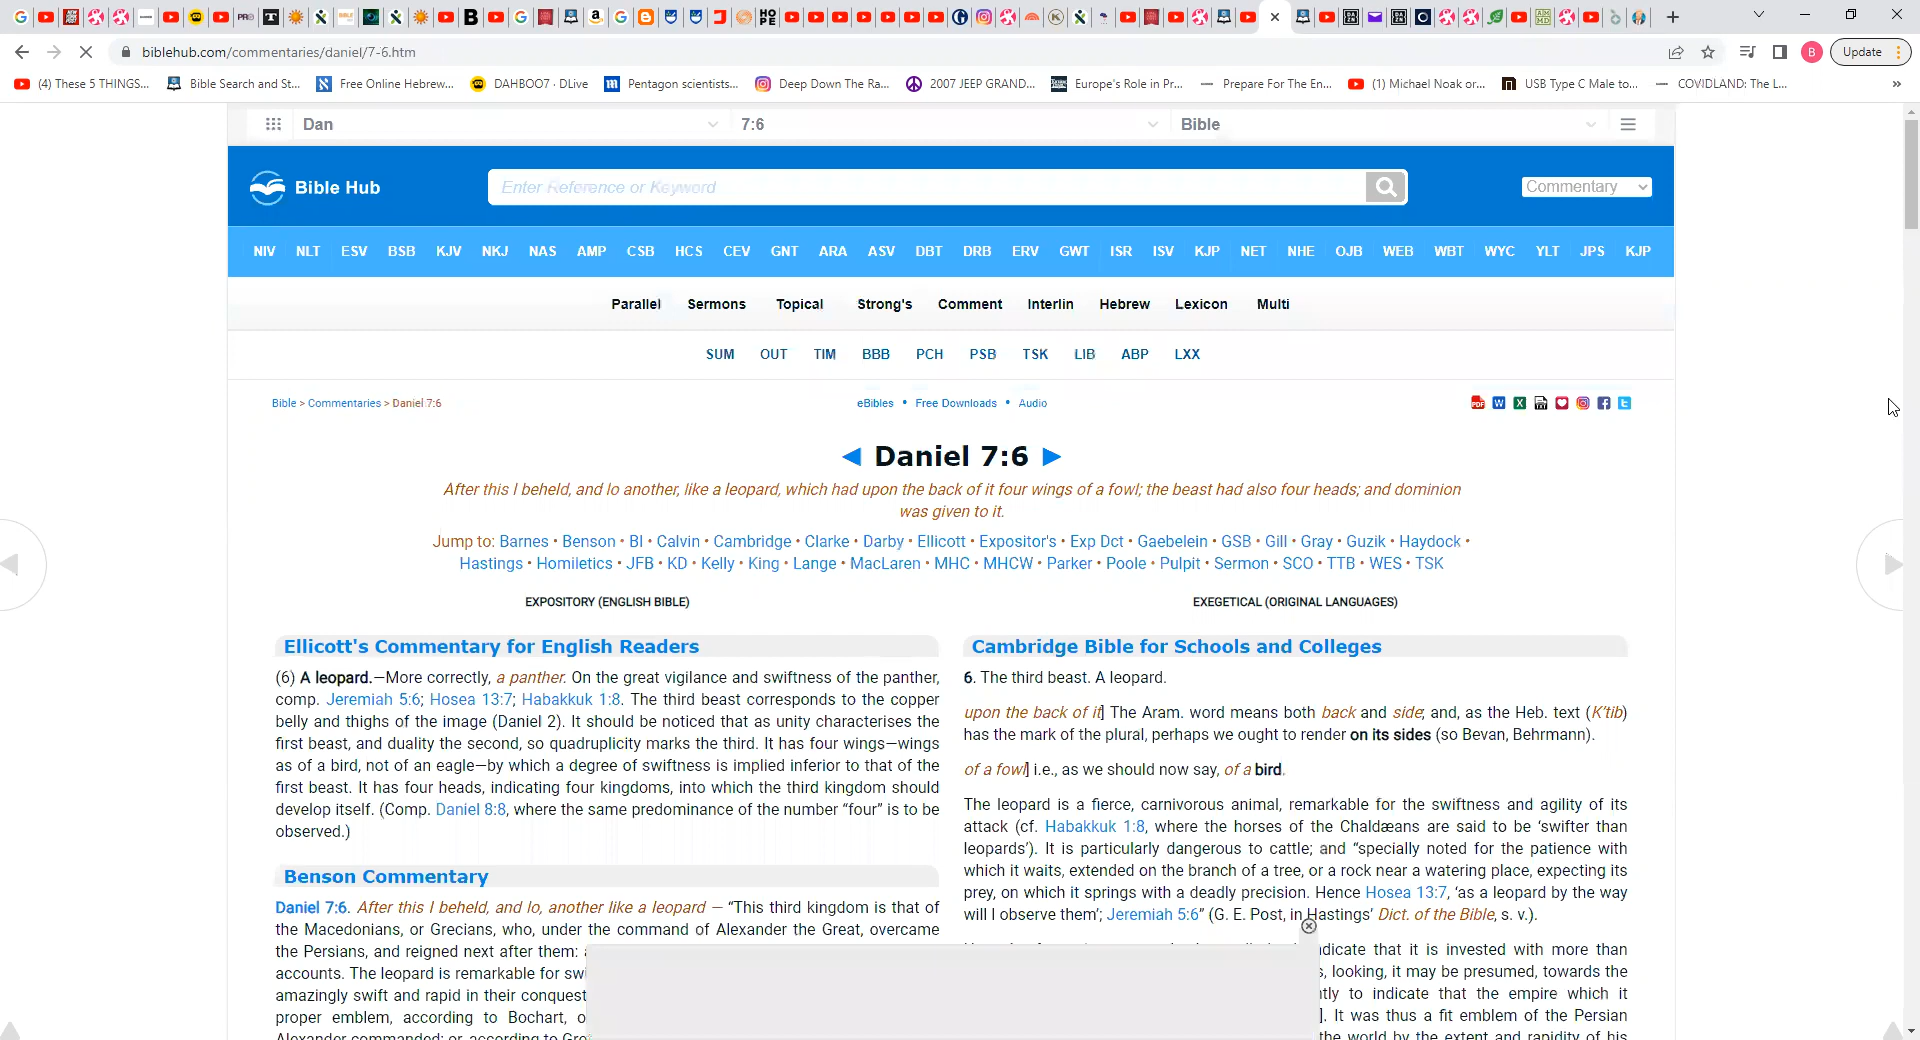 biblehub.com/commentaries/daniel/7-6.htm
Update
(4) These 5 THINGS...
Bible Search and St...
Free Online Hebrew...
DAHBOO7 · DLive
Pentagon scientists...
Deep Down The Ra...
2007 JEEP GRAND...
Europe's Role in Pr...
Prepare For The En...
(1) Michael Noak or...
USB Type C Male to...
COVIDLAND: The L...
Dan
7:6
Bible
Bible Hub
Enter Reference or Keyword
Commentary
NIV NLT ESV BSB KJV NKJ NAS AMP CSB HCS CEV GNT ARA ASV DBT DRB ERV GWT ISR ISV KJP NET NHE OJB WEB WBT WYC YLT JPS KJP
Parallel Sermons Topical Strong's Comment Interlin Hebrew Lexicon Multi
SUM OUT TIM BBB PCH PSB TSK LIB ABP LXX
Bible > Commentaries > Daniel 7:6
eBibles • Free Downloads • Audio
◄ Daniel 7:6 ►
After this I beheld, and lo another, like a leopard, which had upon the back of it four wings of a fowl; the beast had also four heads; and dominion
was given to it.
Jump to: Barnes • Benson • BI • Calvin • Cambridge • Clarke • Darby • Ellicott • Expositor's • Exp Dct • Gaebelein • GSB • Gill • Gray • Guzik • Haydock •
Hastings • Homiletics • JFB • KD • Kelly • King • Lange • MacLaren • MHC • MHCW • Parker • Poole • Pulpit • Sermon • SCO • TTB • WES • TSK
EXPOSITORY (ENGLISH BIBLE)
Ellicott's Commentary for English Readers
(6) A leopard.—More correctly, a panther. On the great vigilance and swiftness of the panther,
comp. Jeremiah 5:6; Hosea 13:7; Habakkuk 1:8. The third beast corresponds to the copper
belly and thighs of the image (Daniel 2). It should be noticed that as unity characterises the
first beast, and duality the second, so quadruplicity marks the third. It has four wings—wings
as of a bird, not of an eagle—by which a degree of swiftness is implied inferior to that of the
first beast. It has four heads, indicating four kingdoms, into which the third kingdom should
develop itself. (Comp. Daniel 8:8, where the same predominance of the number “four” is to be
observed.)
Benson Commentary
Daniel 7:6. After this I beheld, and lo, another like a leopard — “This third kingdom is that of
the Macedonians, or Grecians, who, under the command of Alexander the Great, overcame
the Persians, and reigned next after them:
accounts. The leopard is remarkable for
amazingly swift and rapid in their conquest
proper emblem, according to Bochart,
Alexander commanded; or, according to
EXEGETICAL (ORIGINAL LANGUAGES)
Cambridge Bible for Schools and Colleges
6. The third beast. A leopard.
upon the back of it] The Aram. word means both back and side; and, as the Heb. text (K'tib)
has the mark of the plural, perhaps we ought to render on its sides (so Bevan, Behrmann).
of a fowl] i.e., as we should now say, of a bird.
The leopard is a fierce, carnivorous animal, remarkable for the swiftness and agility of its
attack (cf. Habakkuk 1:8, where the horses of the Chaldæans are said to be ‘swifter than
leopards’). It is particularly dangerous to cattle; and “specially noted for the patience with
which it waits, extended on the branch of a tree, or a rock near a watering place, expecting its
prey, on which it springs with a deadly precision. Hence Hosea 13:7, ‘as a leopard by the way
will I observe them’; Jeremiah 5:6” (G. E. Post, in Hastings’ Dict. of the Bible, s. v.).
that it is invested with more than
looking, it may be presumed, towards the
to indicate that the empire which it
]. It was thus a fit emblem of the Persian
the world by the extent and rapidity of his